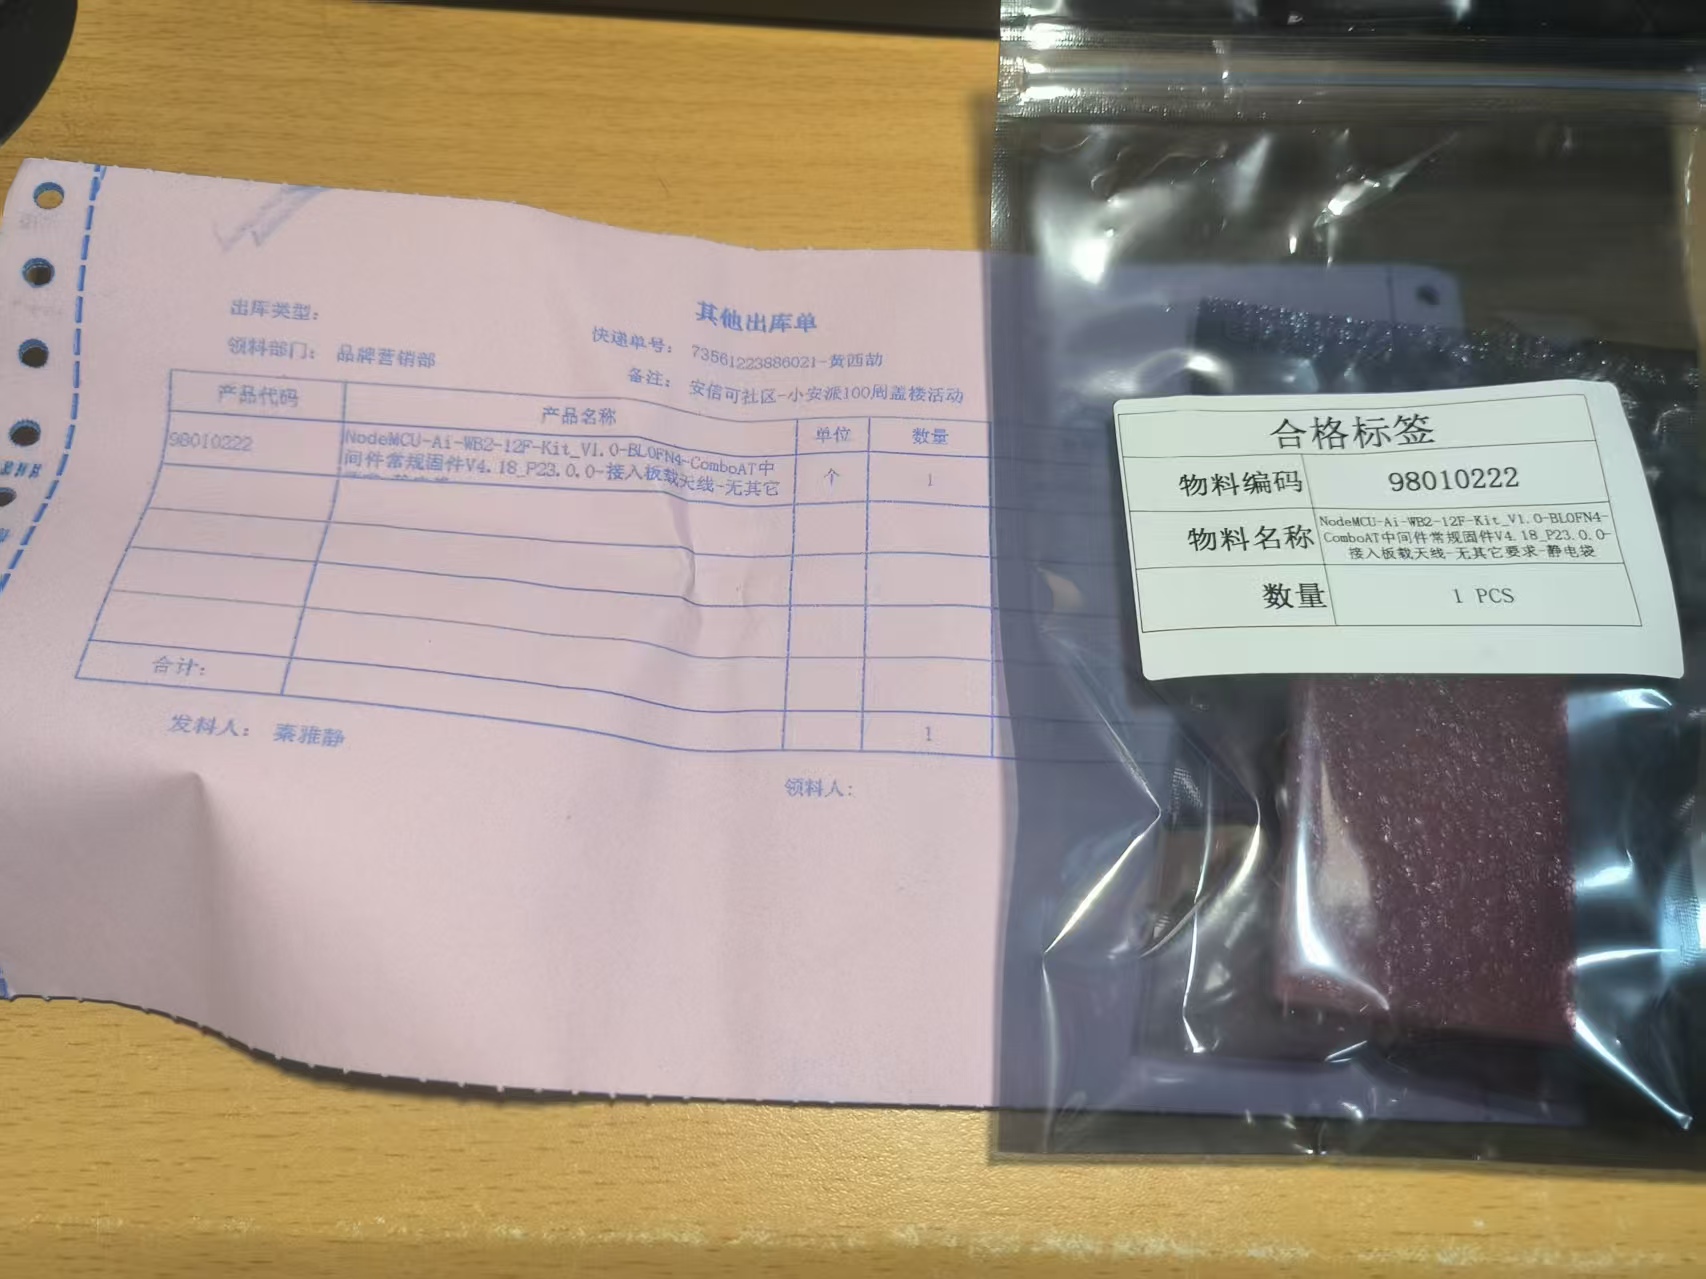 其他出库单
出库类型:
快递单号: 73561223886021-黄西劼
领料部门: 品牌营销部
备注: 安信可社区-小安派100周盖楼活动
产品代码 产品名称 单位 数量
98010222 NodeMCU-Ai-WB2-12F-Kit_V1.0-BL0FN4-ComboAT中 个 1
间件常规固件V4.18_P23.0.0-接入板载天线-无其它
合计: 1
发料人: 秦雅静
领料人:
合格标签
物料编码 98010222
物料名称 NodeMCU-Ai-WB2-12F-Kit_V1.0-BL0FN4-
ComboAT中间件常规固件V4.18_P23.0.0-
接入板载天线-无其它要求-静电袋
数量 1 PCS